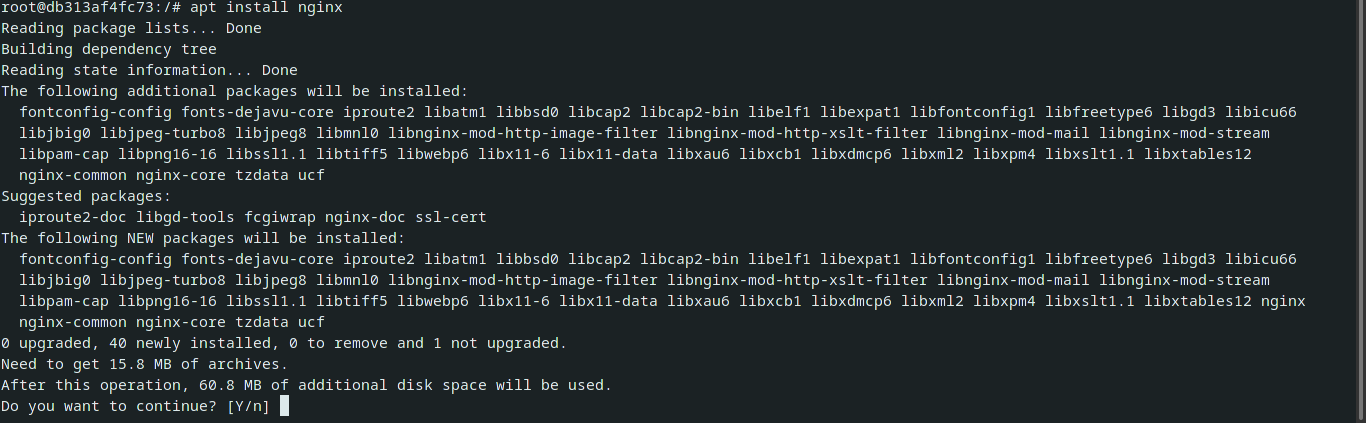 root@db313af4fc73:/# apt install nginx
Reading package lists... Done
Building dependency tree
Reading state information... Done
The following additional packages will be installed:
  fontconfig-config fonts-dejavu-core iproute2 libatm1 libbsd0 libcap2 libcap2-bin libelf1 libexpat1 libfontconfig1 libfreetype6 libgd3 libicu66
  libjbig0 libjpeg-turbo8 libjpeg8 libmnl0 libnginx-mod-http-image-filter libnginx-mod-http-xslt-filter libnginx-mod-mail libnginx-mod-stream
  libpam-cap libpng16-16 libssl1.1 libtiff5 libwebp6 libx11-6 libx11-data libxau6 libxcb1 libxdmcp6 libxml2 libxpm4 libxslt1.1 libxtables12
  nginx-common nginx-core tzdata ucf
Suggested packages:
  iproute2-doc libgd-tools fcgiwrap nginx-doc ssl-cert
The following NEW packages will be installed:
  fontconfig-config fonts-dejavu-core iproute2 libatm1 libbsd0 libcap2 libcap2-bin libelf1 libexpat1 libfontconfig1 libfreetype6 libgd3 libicu66
  libjbig0 libjpeg-turbo8 libjpeg8 libmnl0 libnginx-mod-http-image-filter libnginx-mod-http-xslt-filter libnginx-mod-mail libnginx-mod-stream
  libpam-cap libpng16-16 libssl1.1 libtiff5 libwebp6 libx11-6 libx11-data libxau6 libxcb1 libxdmcp6 libxml2 libxpm4 libxslt1.1 libxtables12 nginx
  nginx-common nginx-core tzdata ucf
0 upgraded, 40 newly installed, 0 to remove and 1 not upgraded.
Need to get 15.8 MB of archives.
After this operation, 60.8 MB of additional disk space will be used.
Do you want to continue? [Y/n]